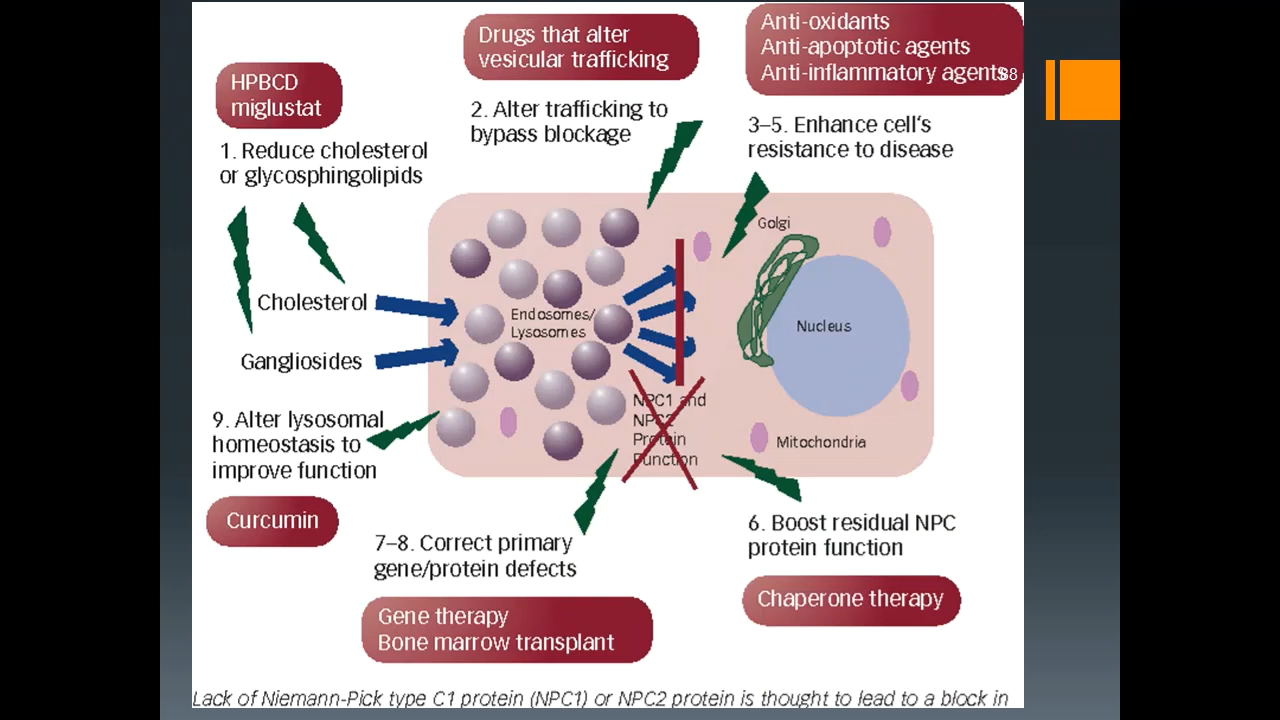 HPBCD
miglustat
1. Reduce cholesterol
or glycosphingolipids
Drugs that alter
vesicular trafficking
2. Alter trafficking to
bypass blockage
Anti-oxidants
Anti-apoptotic agents
Anti-inflammatory agents
88
3–5. Enhance cell's
resistance to disease
Golgi
Cholesterol
Endosomes/
Lysosomes
Nucleus
Gangliosides
NPC1 and
NPC2
Protein
Function
Mitochondria
9. Alter lysosomal
homeostasis to
improve function
Curcumin
7–8. Correct primary
gene/protein defects
Gene therapy
Bone marrow transplant
6. Boost residual NPC
protein function
Chaperone therapy
Lack of Niemann-Pick type C1 protein (NPC1) or NPC2 protein is thought to lead to a block in